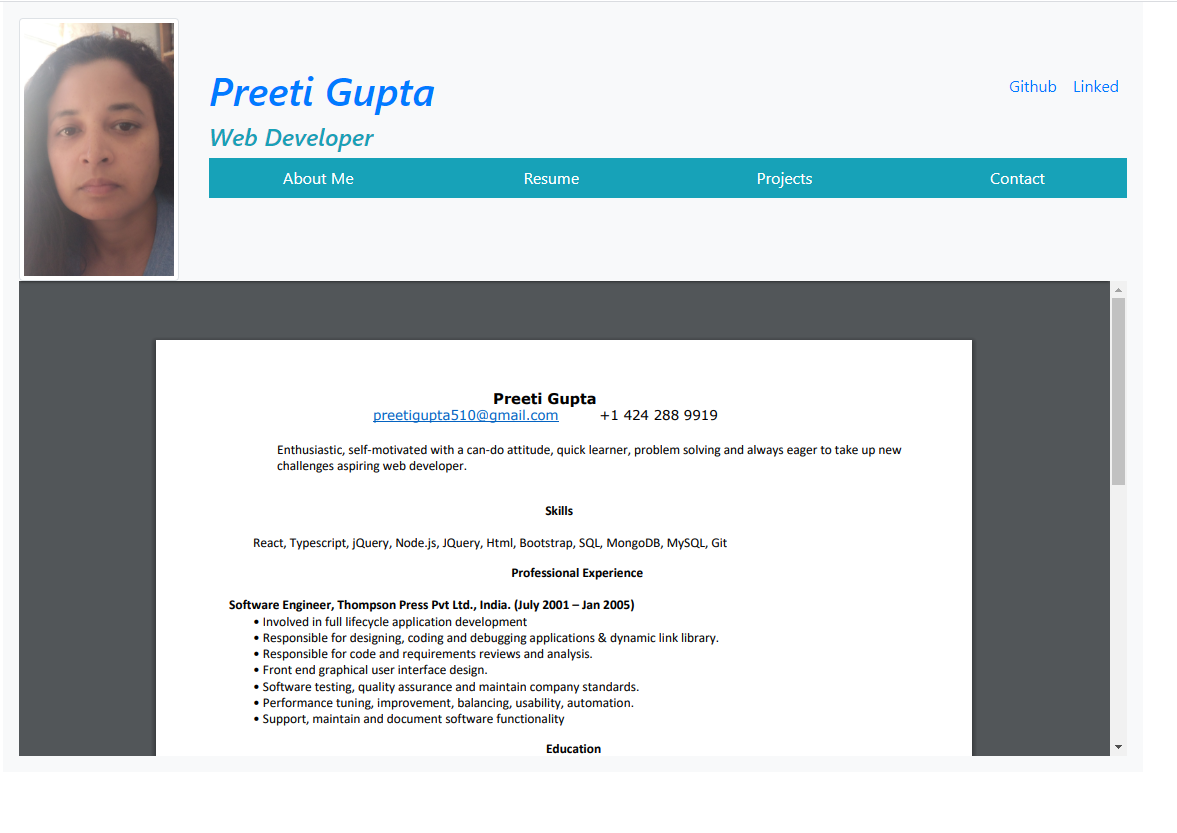 Preeti Gupta
Github Linked
Web Developer
About Me Resume Projects Contact
Preeti Gupta
preetigupta510@gmail.com +1 424 288 9919
Enthusiastic, self-motivated with a can-do attitude, quick learner, problem solving and always eager to take up new
challenges aspiring web developer.
Skills
React, Typescript, jQuery, Node.js, JQuery, Html, Bootstrap, SQL, MongoDB, MySQL, Git
Professional Experience
Software Engineer, Thompson Press Pvt Ltd., India. (July 2001 – Jan 2005)
• Involved in full lifecycle application development
• Responsible for designing, coding and debugging applications & dynamic link library.
• Responsible for code and requirements reviews and analysis.
• Front end graphical user interface design.
• Software testing, quality assurance and maintain company standards.
• Performance tuning, improvement, balancing, usability, automation.
• Support, maintain and document software functionality
Education